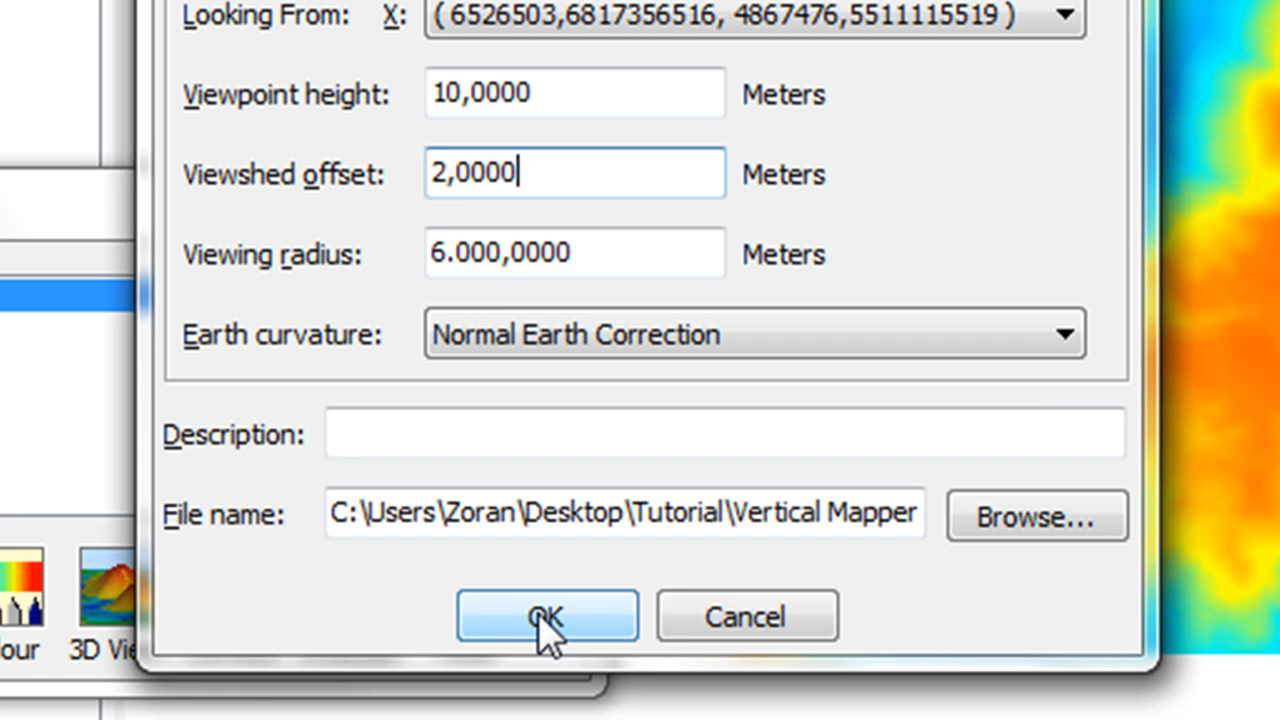 Looking From: X: ( 6526503,6817356516, 4867476,5511115519 )
Viewpoint height: 10,0000 Meters
Viewshed offset: 2,0000 Meters
Viewing radius: 6.000,0000 Meters
Earth curvature: Normal Earth Correction
Description:
File name: C:\Users\Zoran\Desktop\Tutorial\Vertical Mapper Browse...
OK Cancel
lour 3D Vie